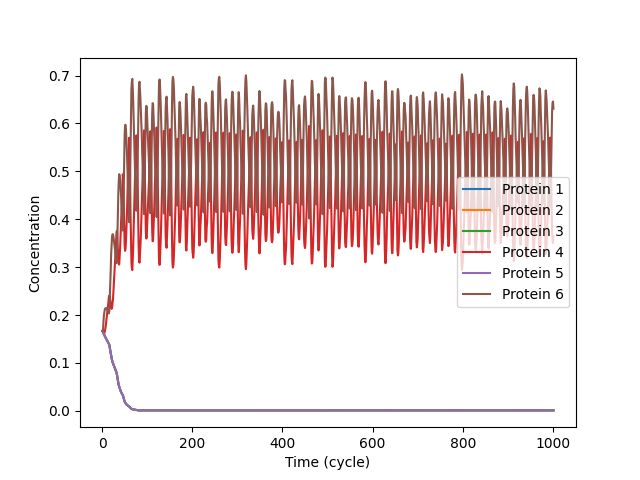 0.7
0.6
0.5
0.4
0.3
0.2
0.1
0.0
Concentration
0
200
400
600
800
1000
Time (cycle)
Protein 1
Protein 2
Protein 3
Protein 4
Protein 5
Protein 6